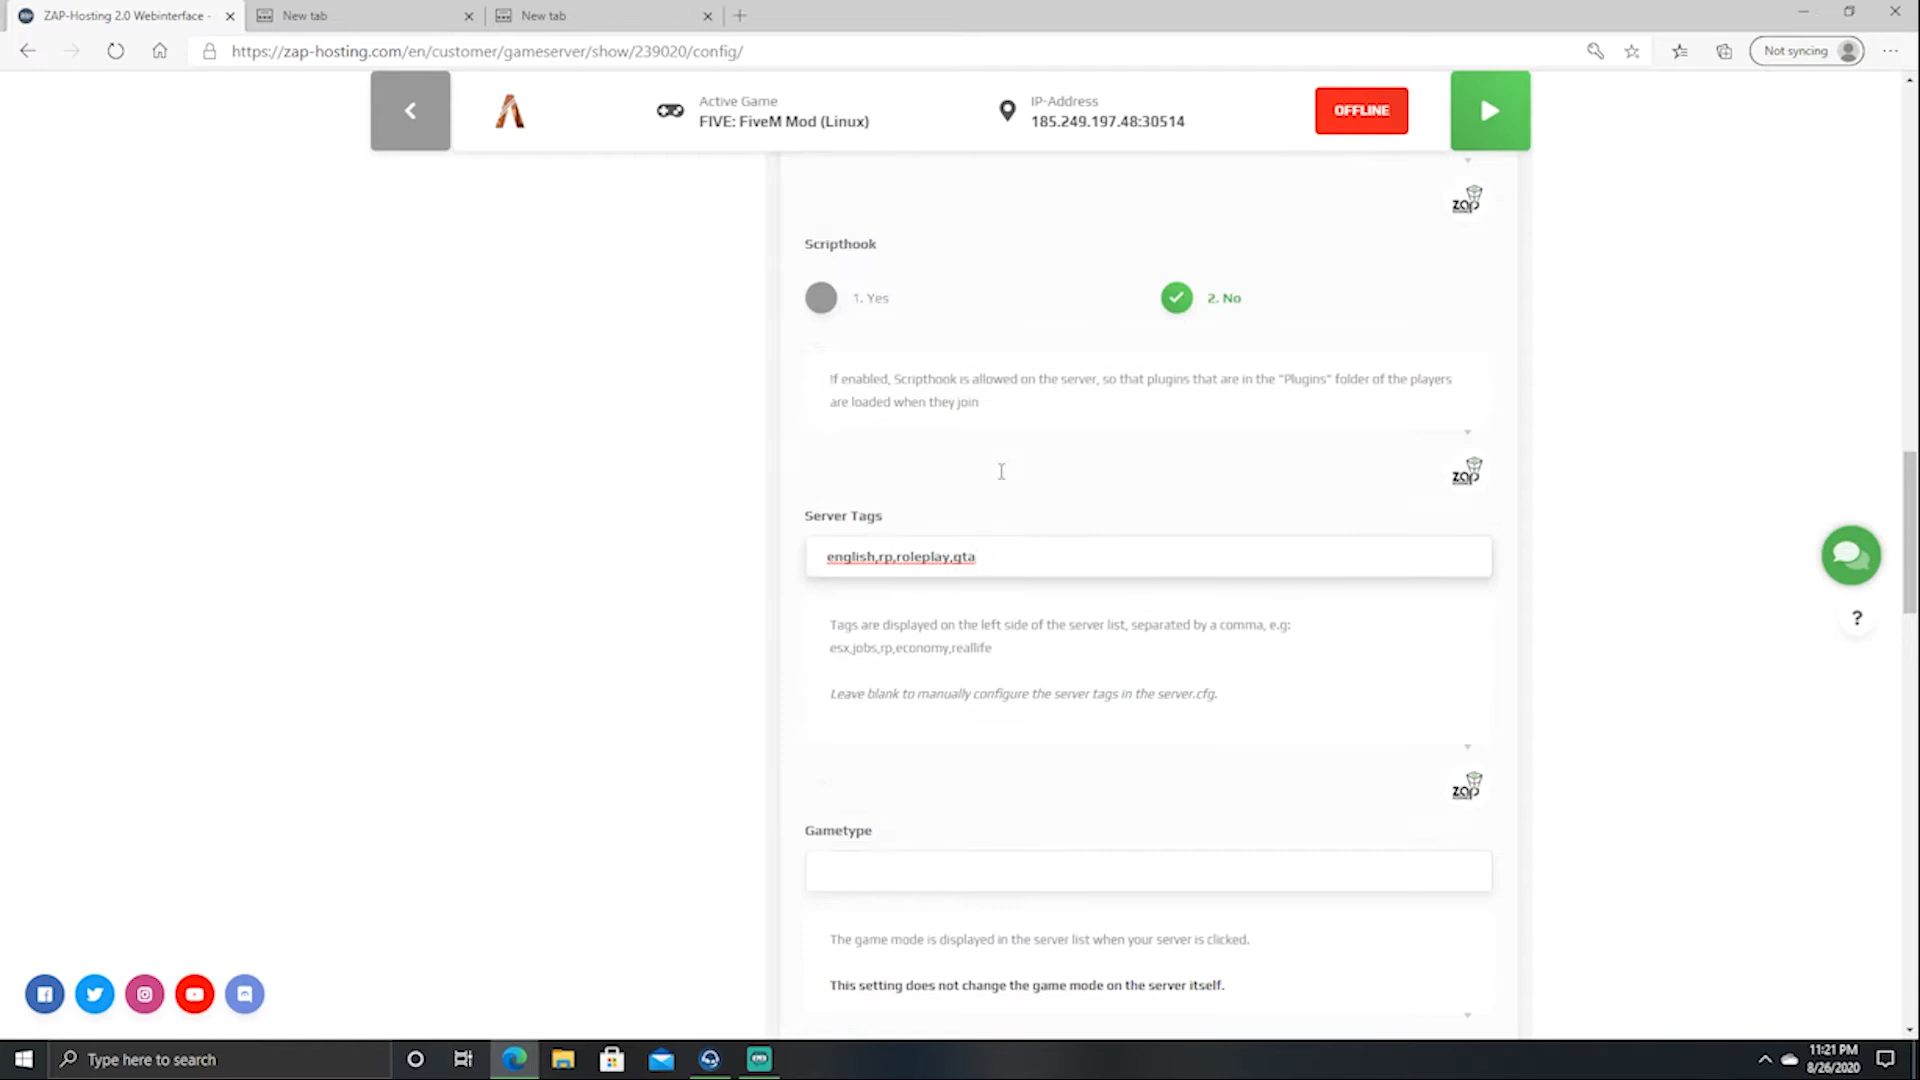 ZAP-Hosting 2.0 Webinterface -
New tab
New tab
https://zap-hosting.com/en/customer/gameserver/show/239020/config/
Not syncing
Active Game
FIVE: FiveM Mod (Linux)
IP-Address
185.249.197.48:30514
OFFLINE
zap
Scripthook
1. Yes
2. No
If enabled, Scripthook is allowed on the server, so that plugins that are in the "Plugins" folder of the players
are loaded when they join
zap
Server Tags
english,rp,roleplay,gta
Tags are displayed on the left side of the server list, separated by a comma, e.g:
esx,jobs,rp,economy,reallife
Leave blank to manually configure the server tags in the server.cfg.
zap
Gametype
The game mode is displayed in the server list when your server is clicked.
This setting does not change the game mode on the server itself.
?
Type here to search
11:21 PM
8/26/2020